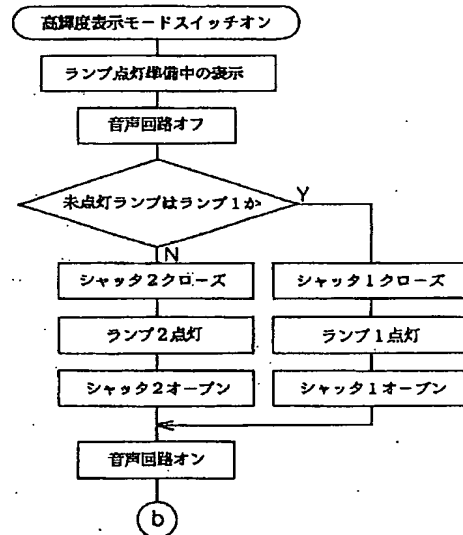 高輝度表示モードスイッチオン
ランプ点灯準備中の表示
音声回路オフ
未点灯ランプはランプ1か
Y
N
シャッタ2クローズ
シャッタ1クローズ
ランプ2点灯
ランプ1点灯
シャッタ2オープン
シャッタ1オープン
音声回路オン
b